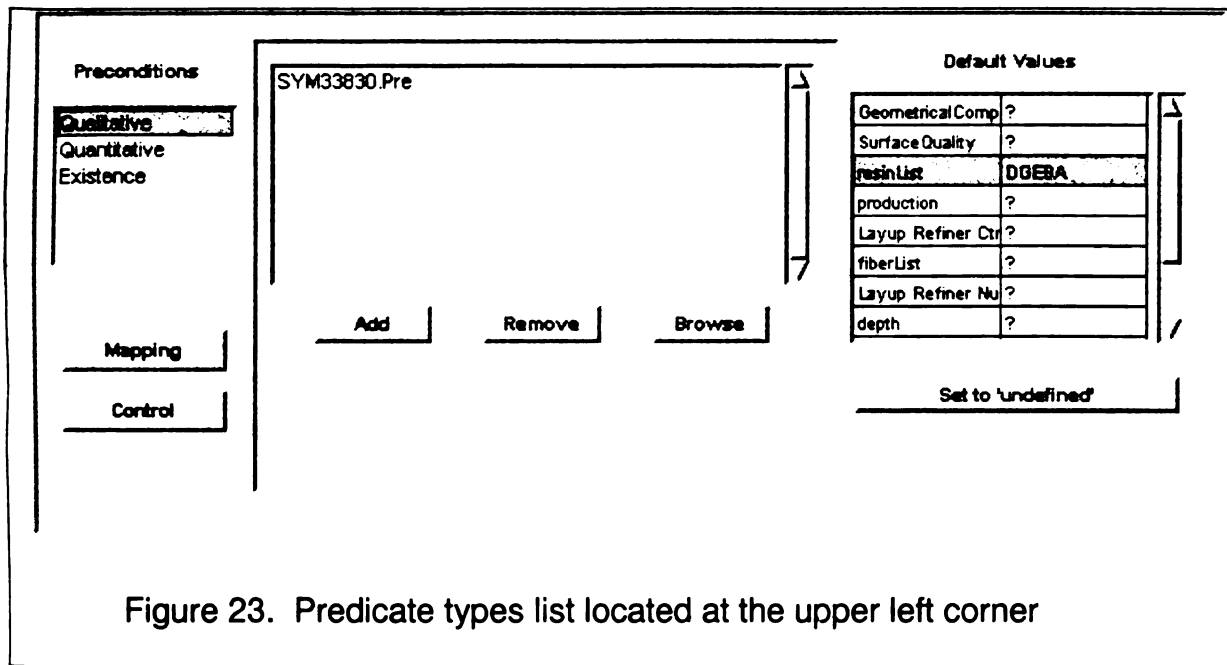 Preconditions
Qualitative
Quantitative
Existence
Mapping
Control
SYM33830.Pre
Add Remove Browse
Default Values
Geometrical Comp ?
Surface Quality ?
resinList DGEBA
production ?
Layup Refiner Ctr ?
fiberList ?
Layup Refiner Nu ?
depth ?
Set to 'undefined'
Figure 23. Predicate types list located at the upper left corner